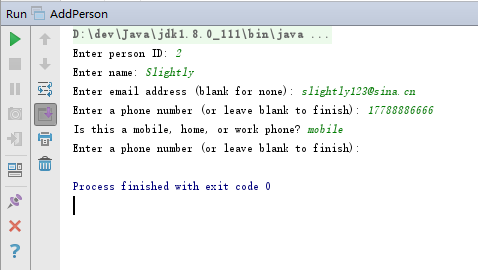 Run AddPerson
D:\dev\Java\jdk1.8.0_111\bin\java ...
Enter person ID: 2
Enter name: Slightly
Enter email address (blank for none): slightly123@sina.cn
Enter a phone number (or leave blank to finish): 17788886666
Is this a mobile, home, or work phone? mobile
Enter a phone number (or leave blank to finish):
Process finished with exit code 0